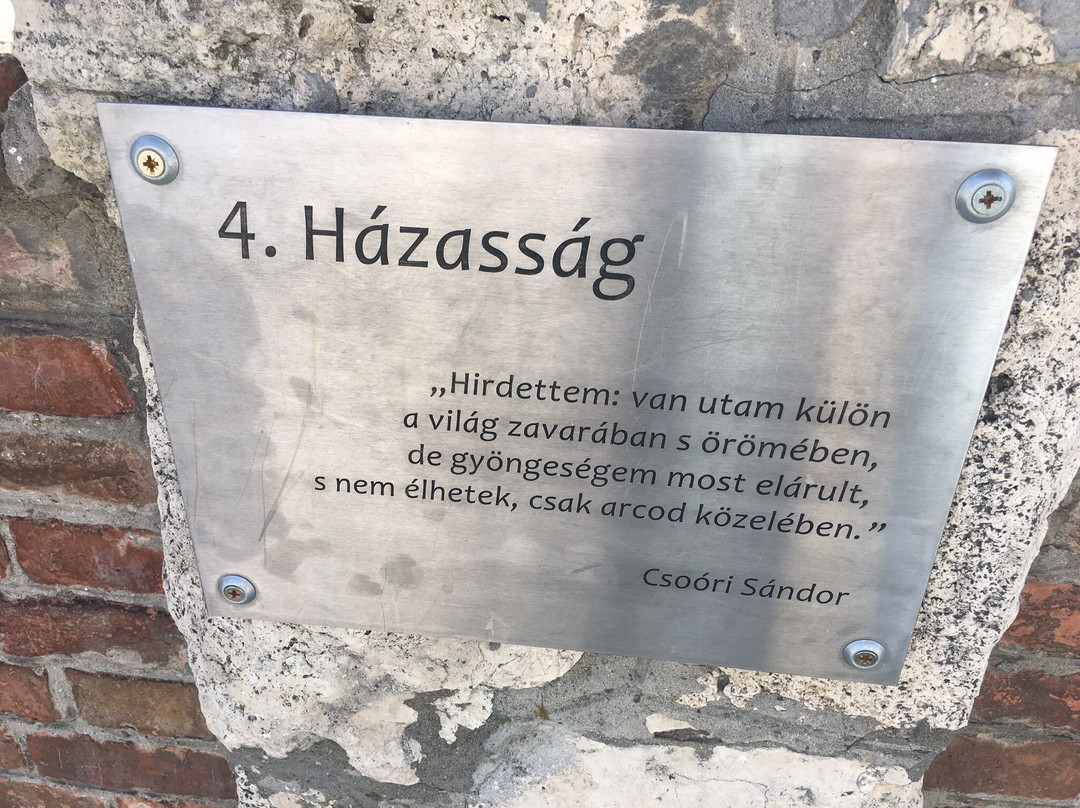 4. Házasság
„Hirdettem: van utam külön
a világ zavarában s örömében,
de gyöngeségem most elárult,
s nem élhetek, csak arcod közelében.”
Csoóri Sándor